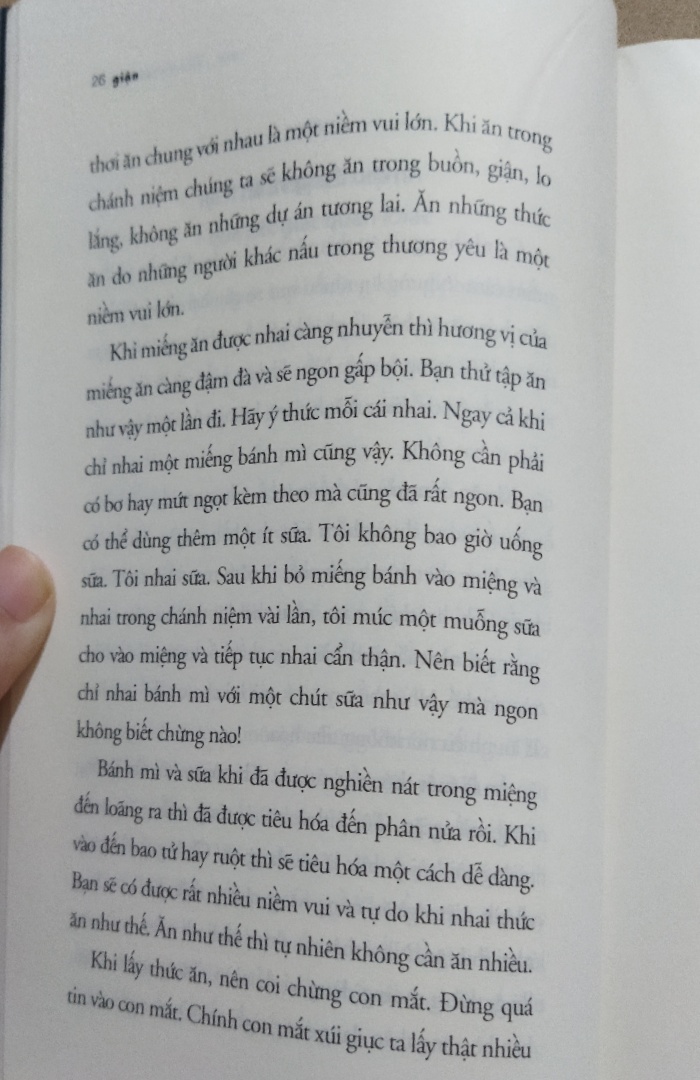 26 giận
thơi ăn chung với nhau là một niềm vui lớn. Khi ăn trong
chánh niệm chúng ta sẽ không ăn trong buồn, giận, lo
lắng, không ăn những dự án tương lai. Ăn những thức
ăn do những người khác nấu trong thương yêu là một
niềm vui lớn.
Khi miếng ăn được nhai càng nhuyễn thì hương vị của
miếng ăn càng đậm đà và sẽ ngon gấp bội. Bạn thử tập ăn
như vậy một lần đi. Hãy ý thức mỗi cái nhai. Ngay cả khi
chỉ nhai một miếng bánh mì cũng vậy. Không cần phải
có bơ hay mứt ngọt kèm theo mà cũng đã rất ngon. Bạn
có thể dùng thêm một ít sữa. Tôi không bao giờ uống
sữa. Tôi nhai sữa. Sau khi bỏ miếng bánh vào miệng và
nhai trong chánh niệm vài lần, tôi múc một muỗng sữa
cho vào miệng và tiếp tục nhai cẩn thận. Nên biết rằng
chỉ nhai bánh mì với một chút sữa như vậy mà ngon
không biết chừng nào!
Bánh mì và sữa khi đã được nghiền nát trong miệng
đến loãng ra thì đã được tiêu hóa đến phân nửa rồi. Khi
vào đến bao tử hay ruột thì sẽ tiêu hóa một cách dễ dàng.
Bạn sẽ có được rất nhiều niềm vui và tự do khi nhai thức
ăn như thế. Ăn như thế thì tự nhiên không cần ăn nhiều.
Khi lấy thức ăn, nên coi chừng con mắt. Đừng quá
tin vào con mắt. Chính con mắt xúi giục ta lấy thật nhiều